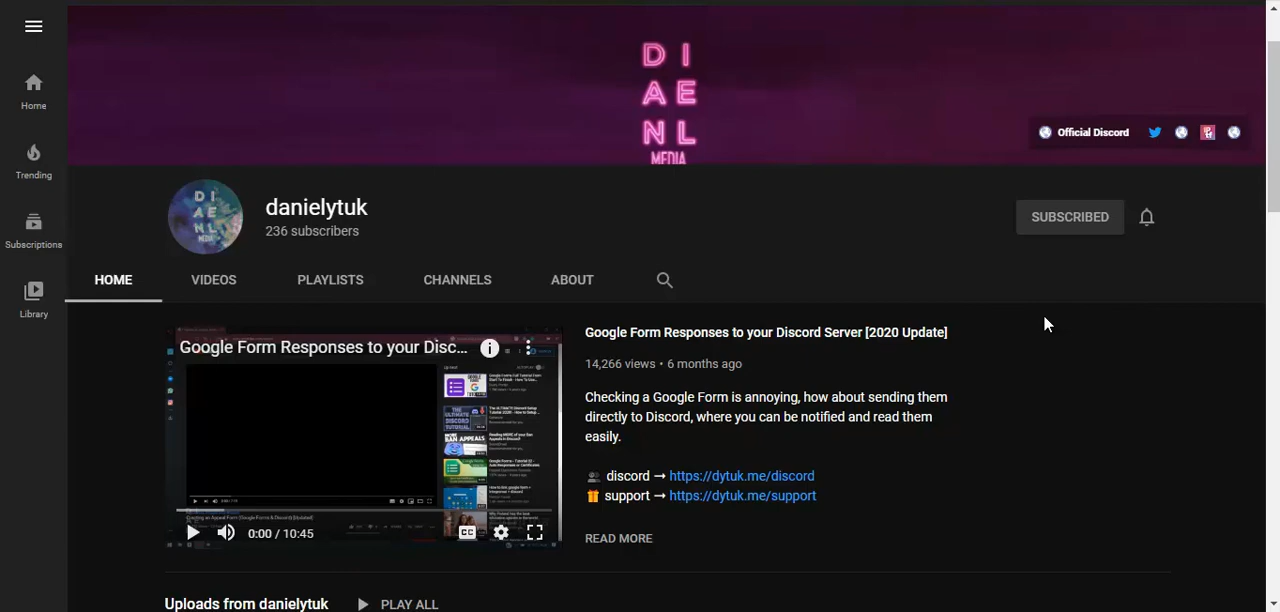 D I
A E
N L
MEDIA
Official Discord
Home
Trending
Subscriptions
Library
D I
A E
N L
MEDIA
danielytuk
236 subscribers
SUBSCRIBED
HOME VIDEOS PLAYLISTS CHANNELS ABOUT
Google Form Responses to your Disc...
0:00 / 10:45
CC
Google Form Responses to your Discord Server [2020 Update]
14,266 views • 6 months ago
Checking a Google Form is annoying, how about sending them
directly to Discord, where you can be notified and read them
easily.
discord → https://dytuk.me/discord
support → https://dytuk.me/support
READ MORE
Uploads from danielytuk PLAY ALL